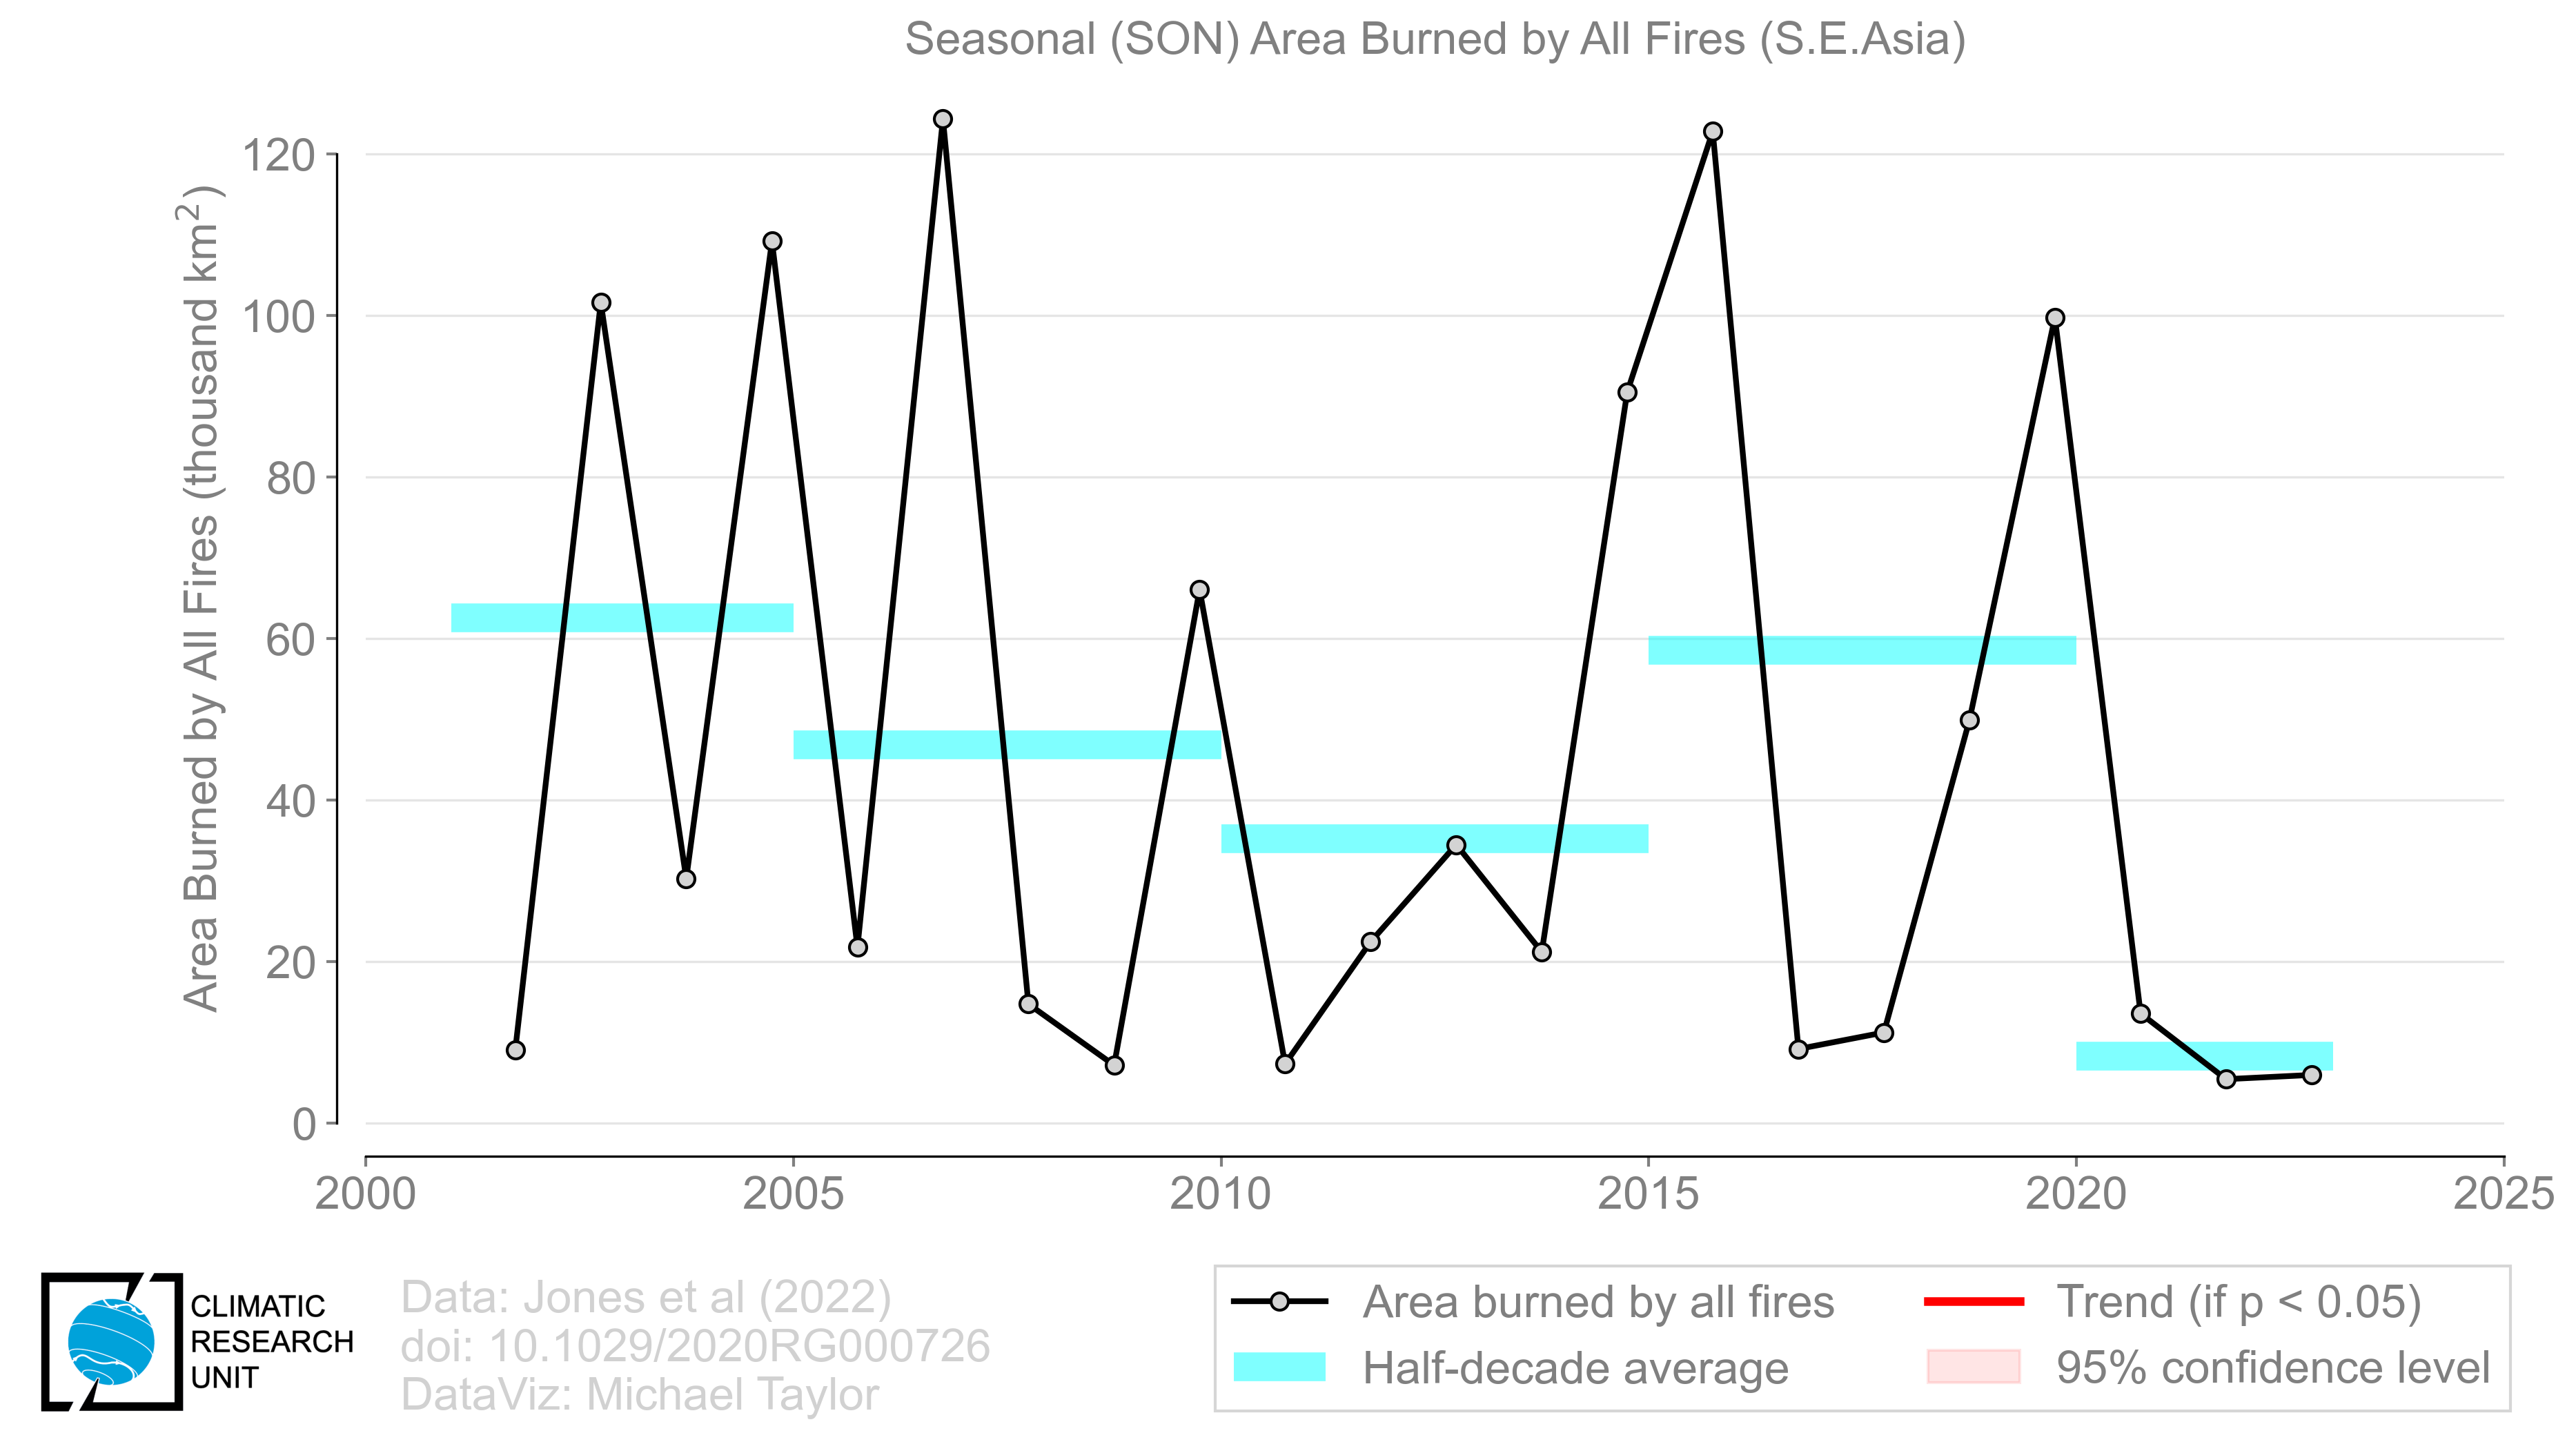 Seasonal (SON) Area Burned by All Fires (S.E.Asia)
Area Burned by All Fires (thousand km²)
120
100
80
60
40
20
0
2000 2005 2010 2015 2020 2025
CLIMATIC
RESEARCH
UNIT
Data: Jones et al (2022)
doi: 10.1029/2020RG000726
DataViz: Michael Taylor
Area burned by all fires
Half-decade average
Trend (if p < 0.05)
95% confidence level